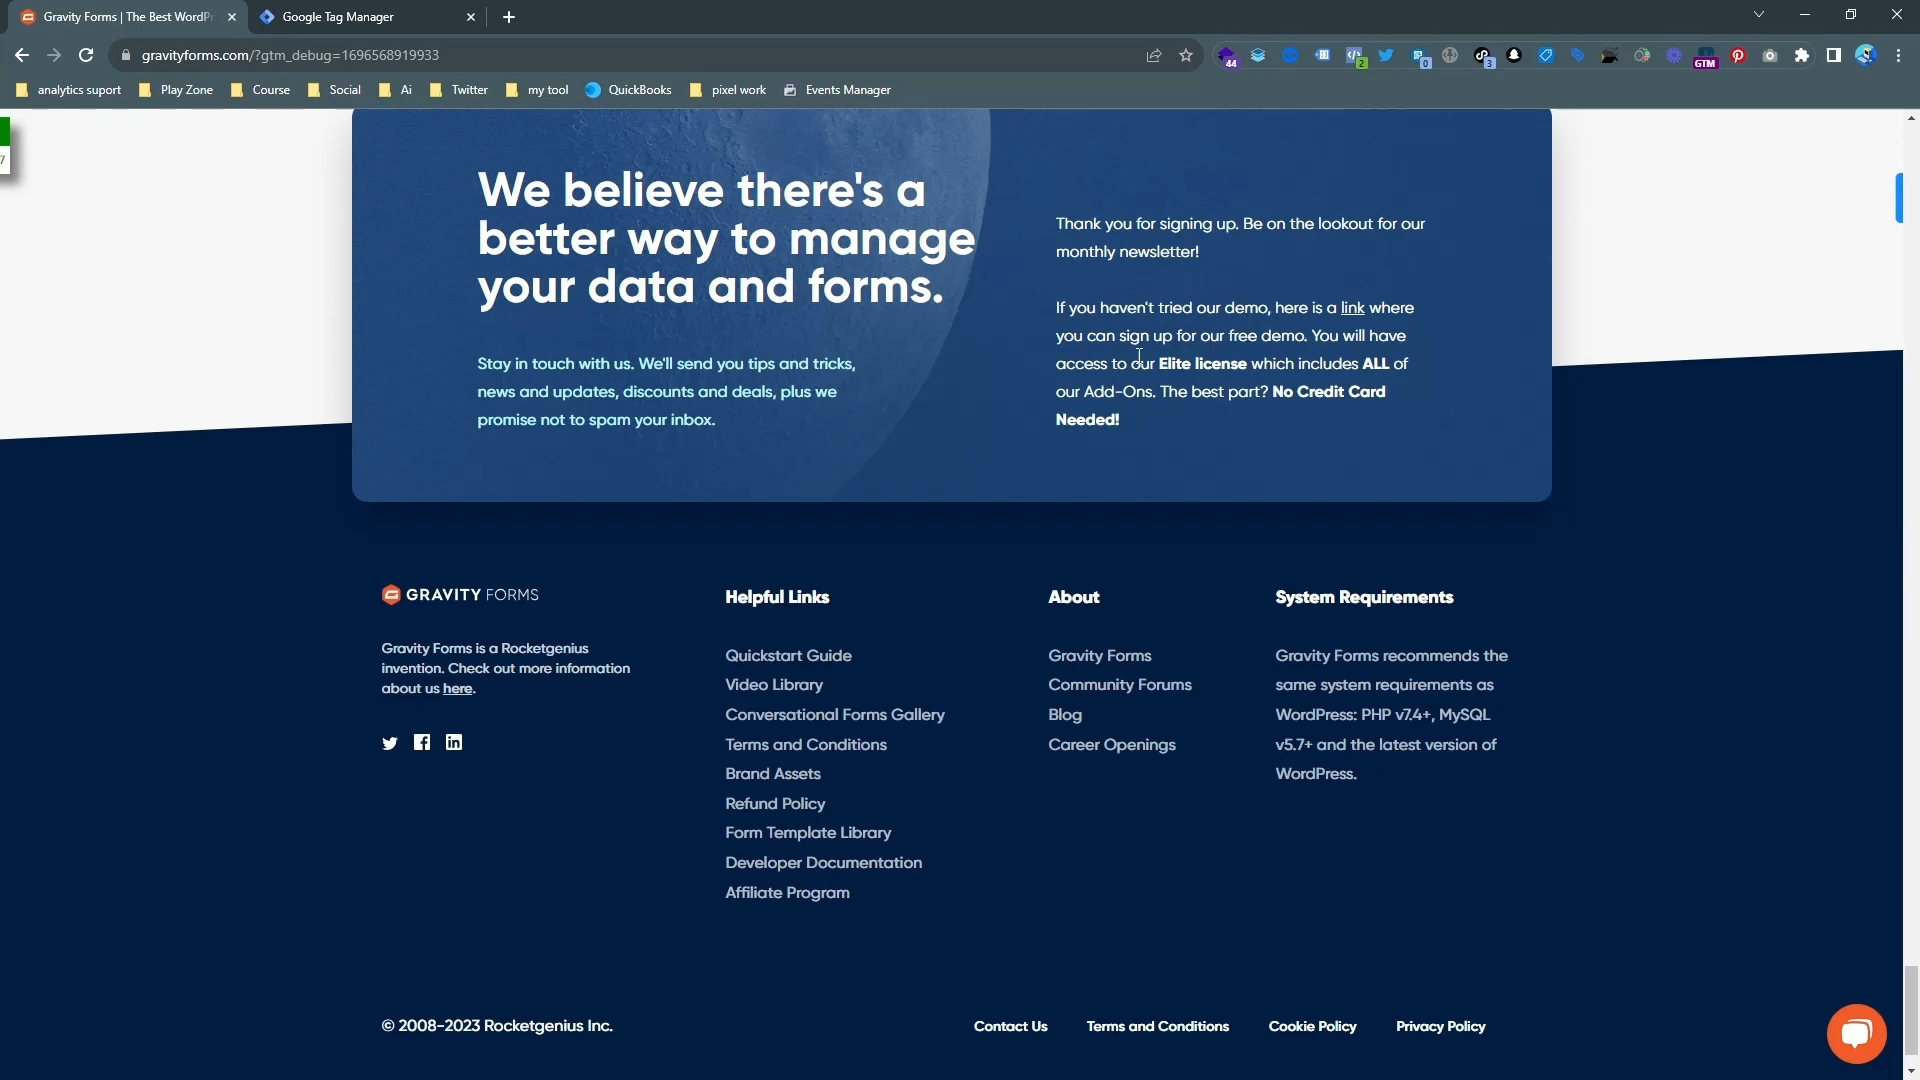 Gravity Forms | The Best WordP
Google Tag Manager
gravityforms.com/?gtm_debug=1696568919933
44
2
0
3
GTM
analytics suport
Play Zone
Course
Social
Ai
Twitter
my tool
QuickBooks
pixel work
Events Manager
7
We believe there's a
better way to manage
your data and forms.
Stay in touch with us. We'll send you tips and tricks,
news and updates, discounts and deals, plus we
promise not to spam your inbox.
Thank you for signing up. Be on the lookout for our
monthly newsletter!
If you haven't tried our demo, here is a link where
you can sign up for our free demo. You will have
access to our Elite license which includes ALL of
our Add-Ons. The best part? No Credit Card
Needed!
GRAVITY FORMS
Gravity Forms is a Rocketgenius
invention. Check out more information
about us here.
Helpful Links
Quickstart Guide
Video Library
Conversational Forms Gallery
Terms and Conditions
Brand Assets
Refund Policy
Form Template Library
Developer Documentation
Affiliate Program
About
Gravity Forms
Community Forums
Blog
Career Openings
System Requirements
Gravity Forms recommends the
same system requirements as
WordPress: PHP v7.4+, MySQL
v5.7+ and the latest version of
WordPress.
© 2008-2023 Rocketgenius Inc.
Contact Us
Terms and Conditions
Cookie Policy
Privacy Policy